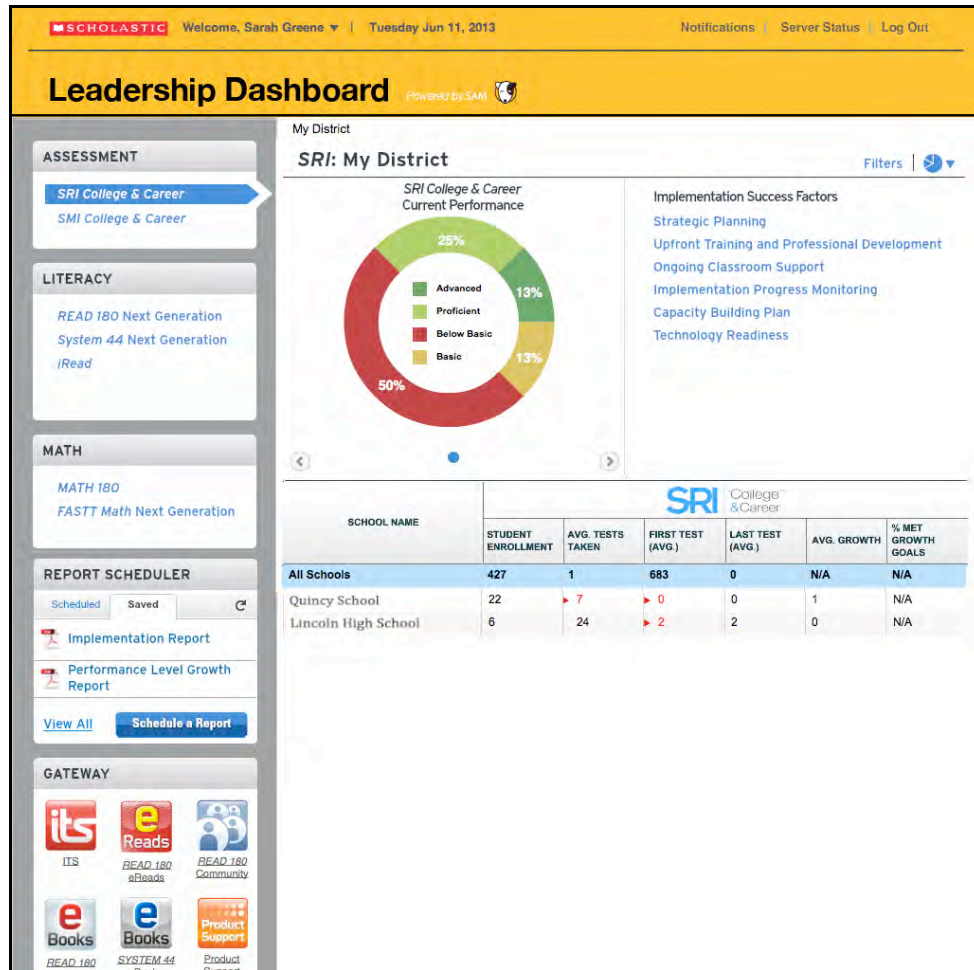 SCHOLASTIC Welcome, Sarah Greene | Tuesday Jun 11, 2013 Notifications | Server Status | Log Out
Leadership Dashboard Powered by SAM
My District
ASSESSMENT
SRI College & Career
SMI College & Career
LITERACY
READ 180 Next Generation
System 44 Next Generation
iRead
MATH
MATH 180
FASTT Math Next Generation
REPORT SCHEDULER
Scheduled Saved
Implementation Report
Performance Level Growth
Report
View All Schedule a Report
GATEWAY
its
ITS
e
Reads
READ 180
eReads
READ 180
Community
e
Books
READ 180
e
Books
SYSTEM 44
Product
Support
Product
SRI: My District Filters
SRI College & Career
Current Performance
25%
13%
13%
50%
Advanced
Proficient
Below Basic
Basic
Implementation Success Factors
Strategic Planning
Upfront Training and Professional Development
Ongoing Classroom Support
Implementation Progress Monitoring
Capacity Building Plan
Technology Readiness
SRI College & Career
SCHOOL NAME STUDENT ENROLLMENT AVG. TESTS TAKEN FIRST TEST (AVG.) LAST TEST (AVG.) AVG. GROWTH % MET GROWTH GOALS
All Schools 427 1 683 0 N/A N/A
Quincy School 22 7 0 0 1 N/A
Lincoln High School 6 24 2 2 0 N/A